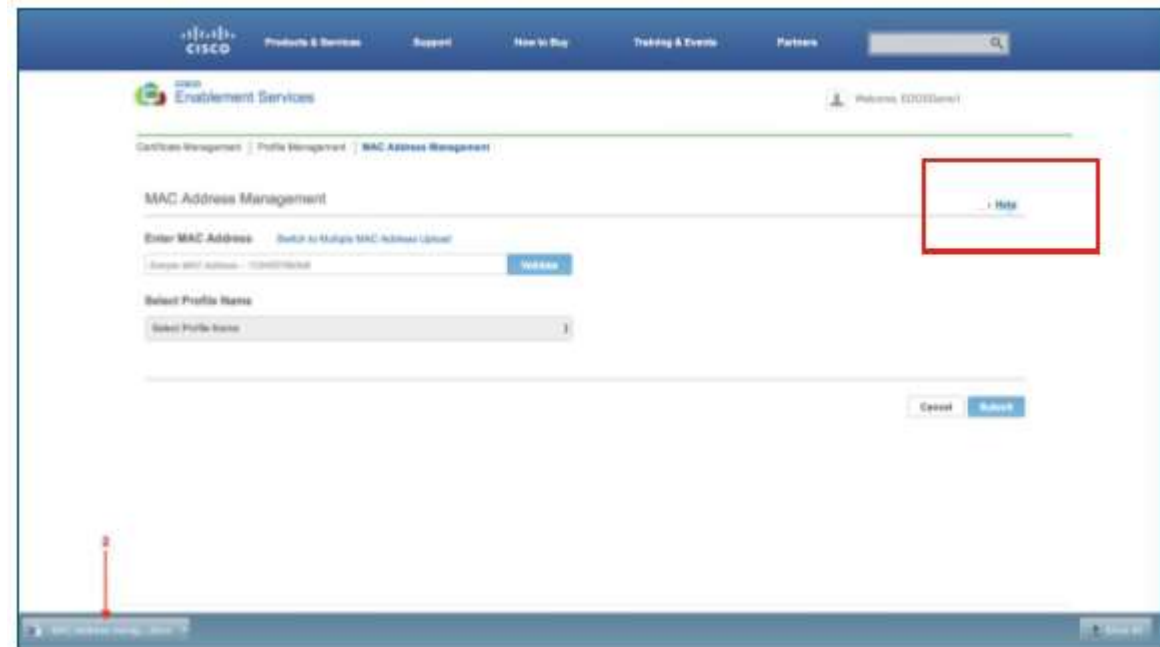 CISCO Products & Services Support How to Buy Training & Events Partners
CISCO
Enablement Services
Welcome,
Certificate Management | Profile Management | MAC Address Management
MAC Address Management
› Help
Enter MAC Address Switch to Multiple MAC Address Upload
Validate
Select Profile Name
Select Profile Name
Cancel Submit
2